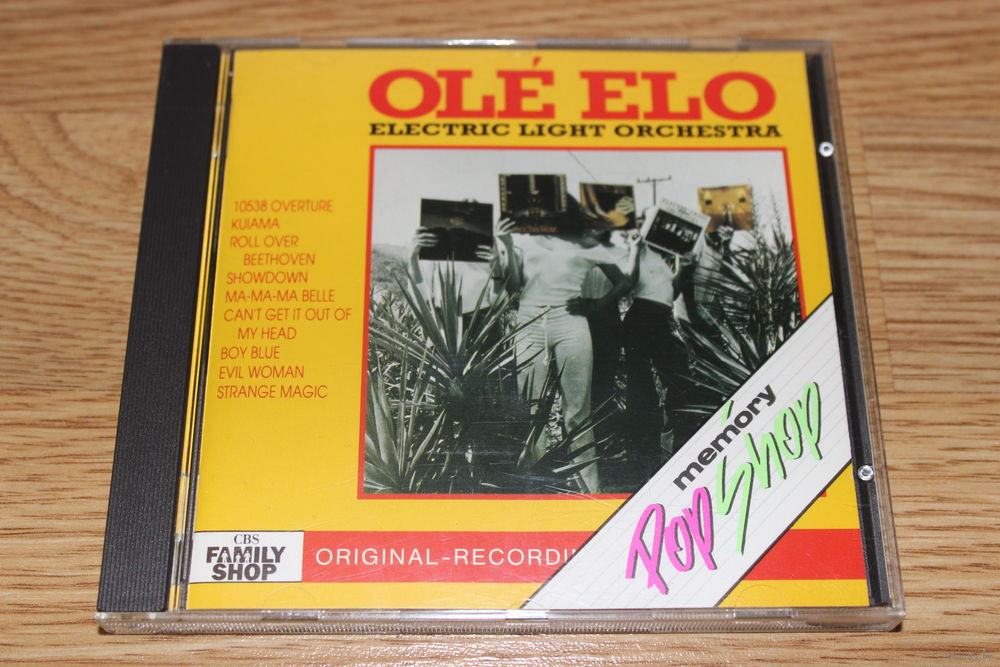 OLÉ ELO
ELECTRIC LIGHT ORCHESTRA
10538 OVERTURE
KUIAMA
ROLL OVER
BEETHOVEN
SHOWDOWN
MA-MA-MA BELLE
CAN'T GET IT OUT OF
MY HEAD
BOY BLUE
EVIL WOMAN
STRANGE MAGIC
memory
Pop Shop
CBS
FAMILY
SHOP
ORIGINAL-RECORDI